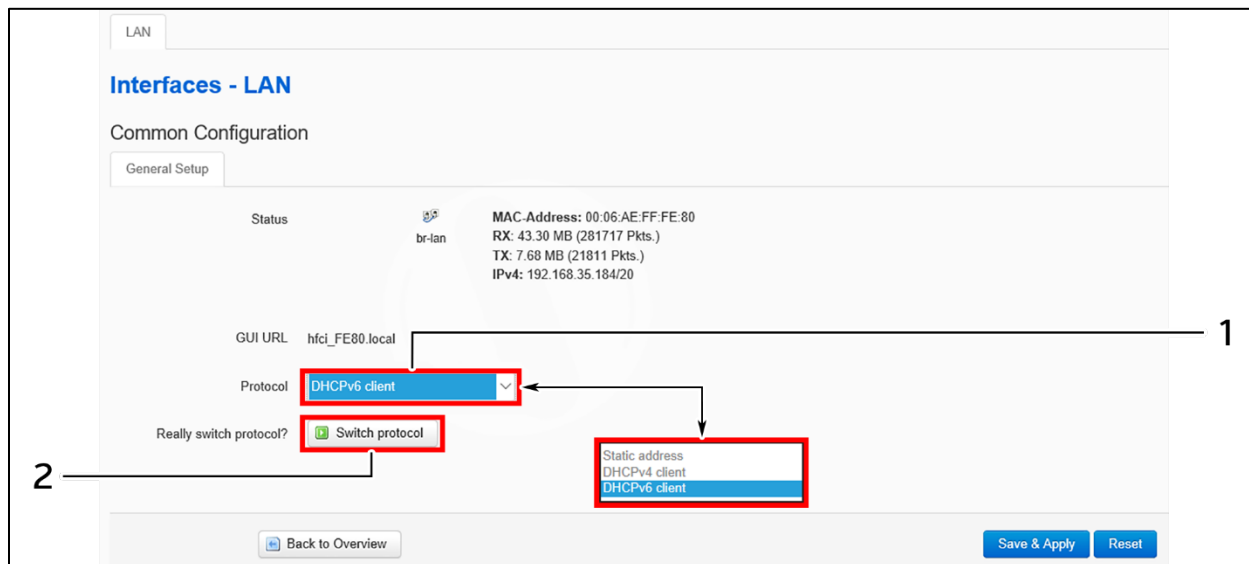 LAN
Interfaces - LAN
Common Configuration
General Setup
Status
br-lan
MAC-Address: 00:06:AE:FF:FE:80
RX: 43.30 MB (281717 Pkts.)
TX: 7.68 MB (21811 Pkts.)
IPv4: 192.168.35.184/20
GUI URL hfci_FE80.local
1
Protocol DHCPv6 client
Really switch protocol? Switch protocol
2
Static address
DHCPv4 client
DHCPv6 client
Back to Overview
Save & Apply Reset